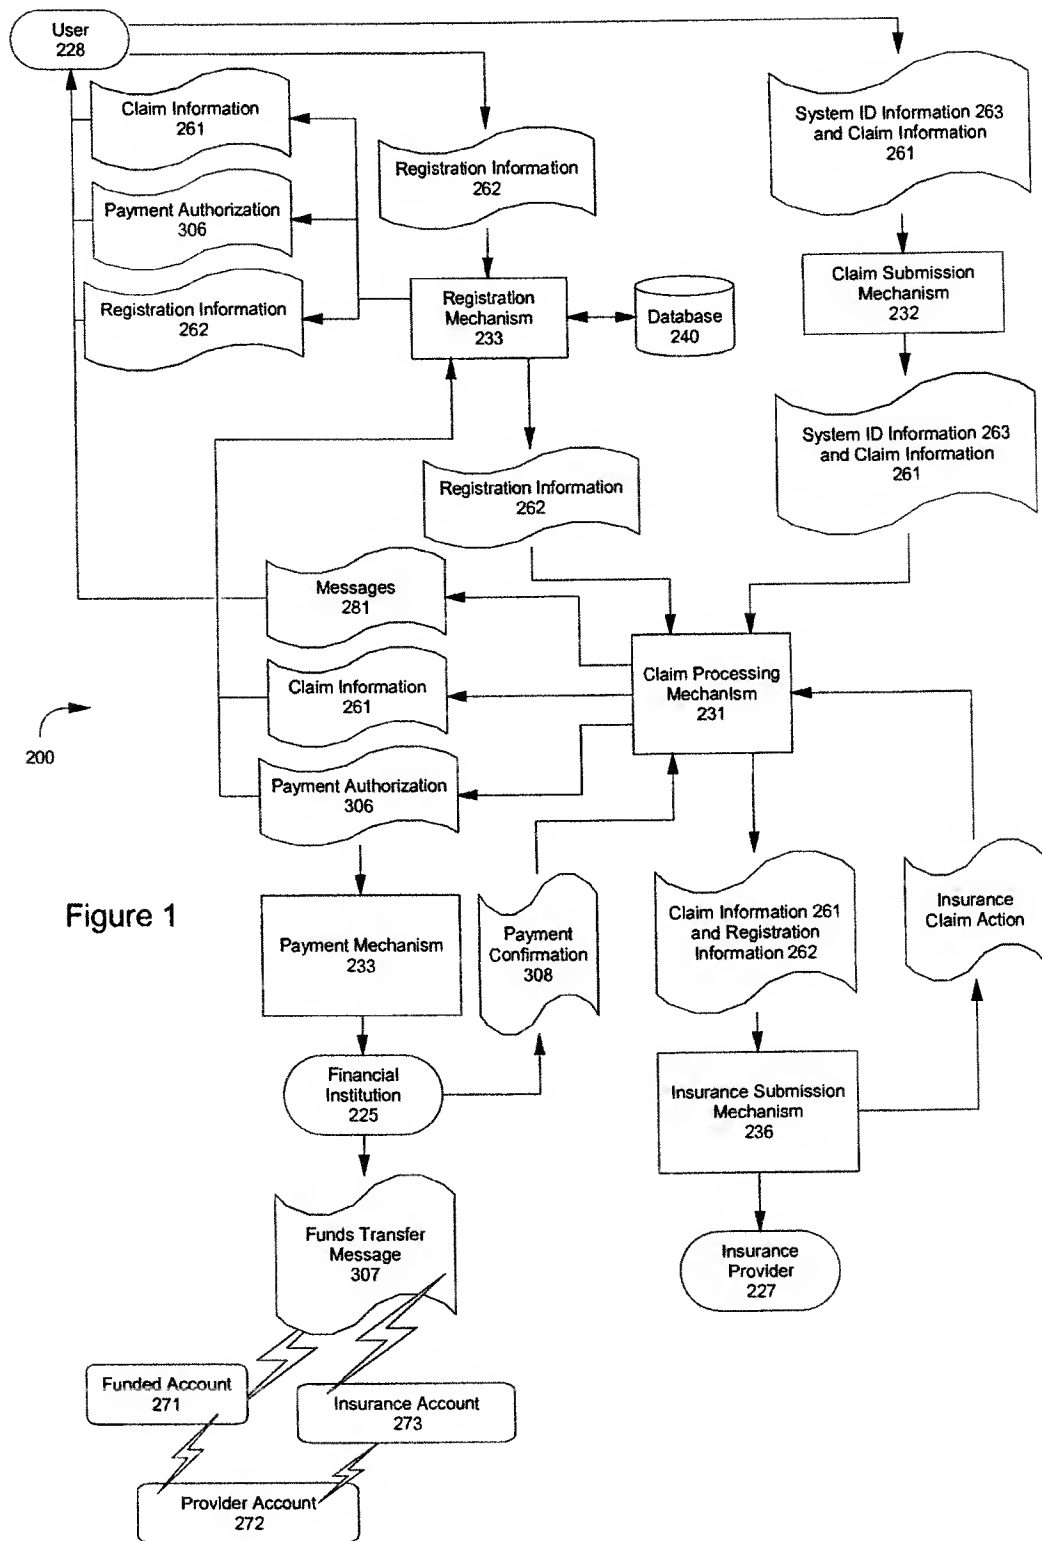 User
228
Claim Information
261
Payment Authorization
306
Registration Information
262
Registration Information
262
System ID Information 263
and Claim Information
261
Registration
Mechanism
233
Database
240
Claim Submission
Mechanism
232
System ID Information 263
and Claim Information
261
Registration Information
262
Messages
281
Claim Information
261
Payment Authorization
306
Claim Processing
Mechanism
231
200
Figure 1
Payment Mechanism
233
Payment
Confirmation
308
Claim Information 261
and Registration
Information 262
Insurance
Claim Action
Financial
Institution
225
Insurance Submission
Mechanism
236
Funds Transfer
Message
307
Insurance
Provider
227
Funded Account
271
Insurance Account
273
Provider Account
272